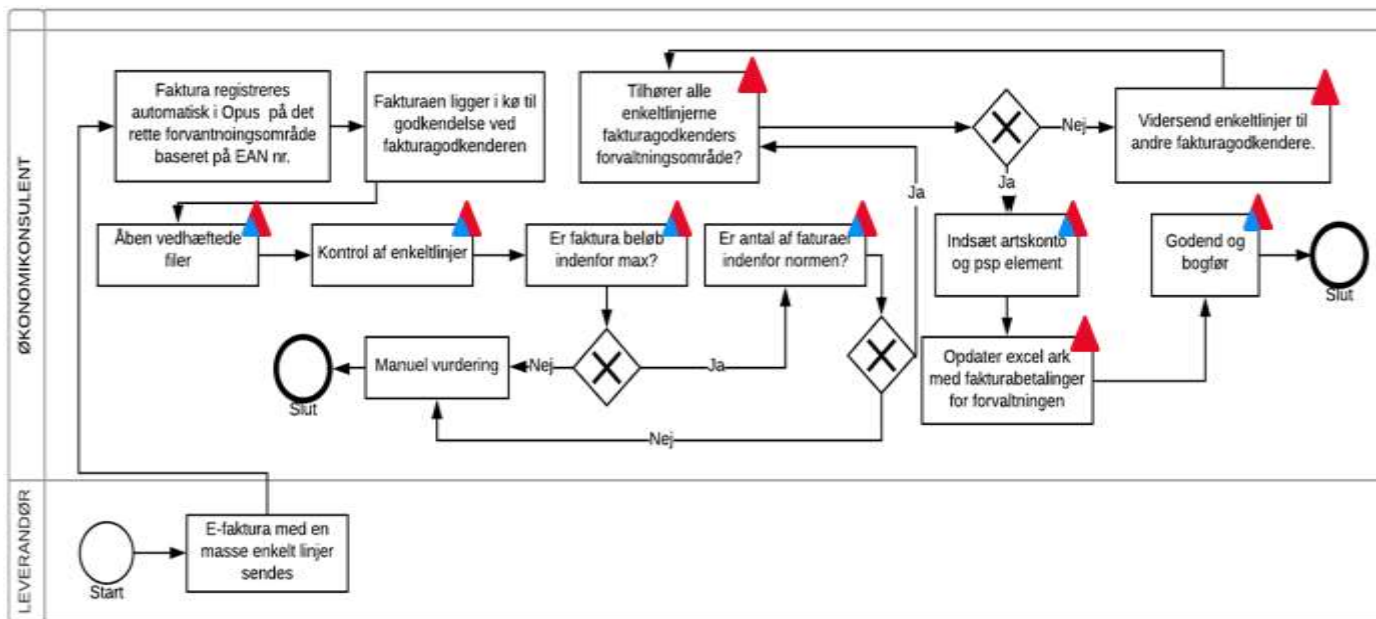 ØKONOMIKONSULENT
Faktura registreres
automatisk i Opus på det
rette forvantnoingsområde
baseret på EAN nr.
Fakturaen ligger i kø til
godkendelse ved
fakturagodkenderen
Tilhører alle
enkeltlinjerne
fakturagodkenders
forvaltningsområde?
Nej
Vidersend enkeltlinjer til
andre fakturagodkendere.
Ja
Ja
Åben vedhæftede
filer
Kontrol af enkeltlinjer
Er faktura beløb
indenfor max?
Er antal af faturaer
indenfor normen?
Indsæt artskonto
og psp element
Godend og
bogfør
Slut
Slut
Manuel vurdering
Nej
Ja
Opdater excel ark
med fakturabetalinger
for forvaltningen
Nej
LEVERANDØR
Start
E-faktura med en
masse enkelt linjer
sendes